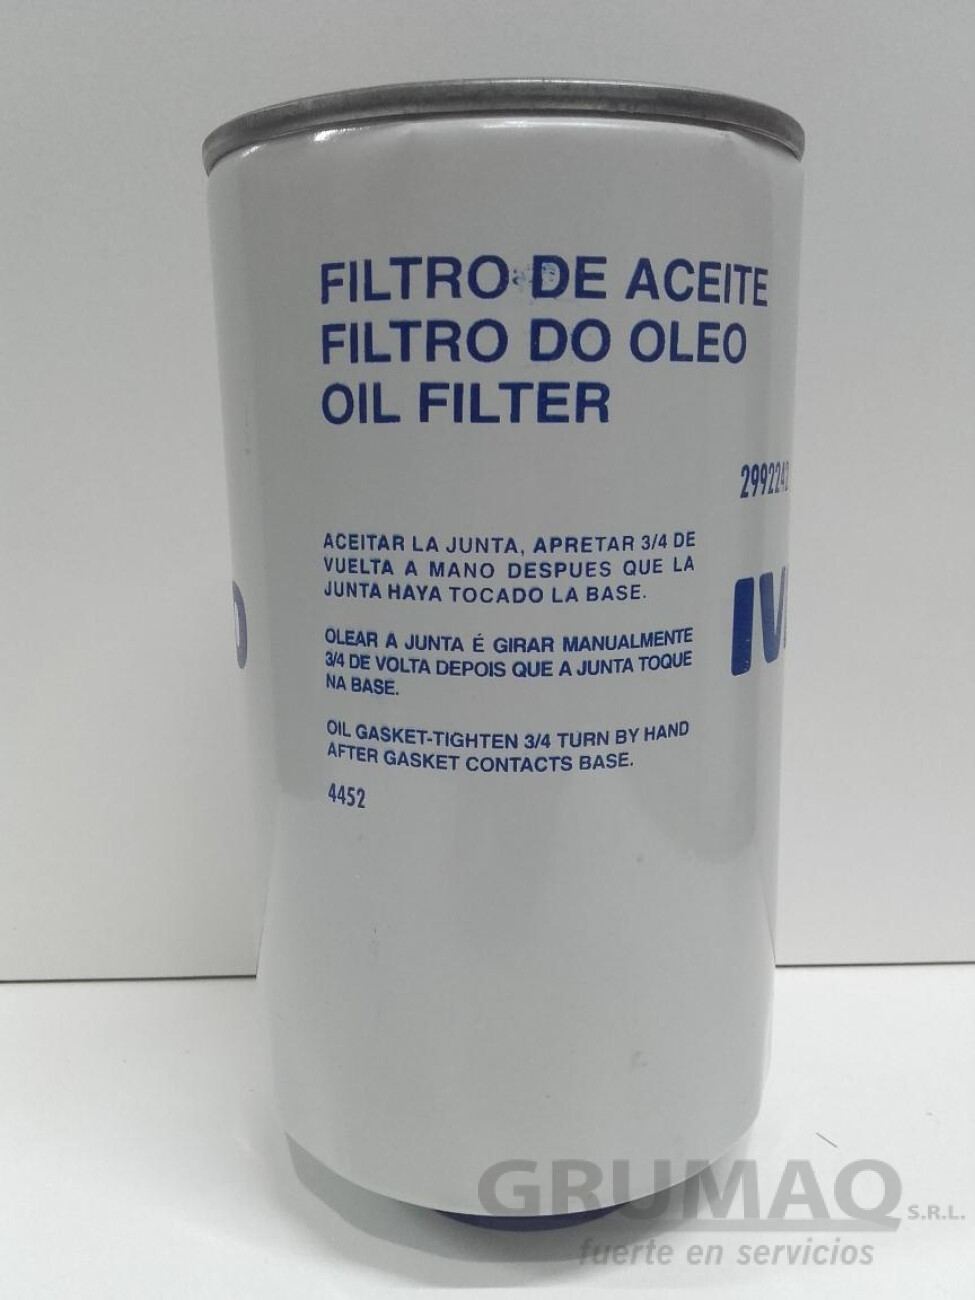 FILTRO DE ACEITE
FILTRO DO OLEO
OIL FILTER
2992242
ACEITAR LA JUNTA, APRETAR 3/4 DE
VUELTA A MANO DESPUES QUE LA
JUNTA HAYA TOCADO LA BASE.
OLEAR A JUNTA É GIRAR MANUALMENTE
3/4 DE VOLTA DEPOIS QUE A JUNTA TOQUE
NA BASE.
OIL GASKET-TIGHTEN 3/4 TURN BY HAND
AFTER GASKET CONTACTS BASE.
4452
GRUMAQ S.R.L.
fuerte en servicios